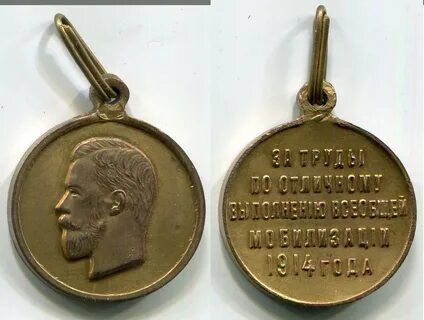 ЗА ТРУДЫ
ПО ОТЛИЧНОМУ
ВЫПОЛНЕНІЮ ВСЕОБЩЕЙ
МОБИЛИЗАЦІИ
1914 ГОДА